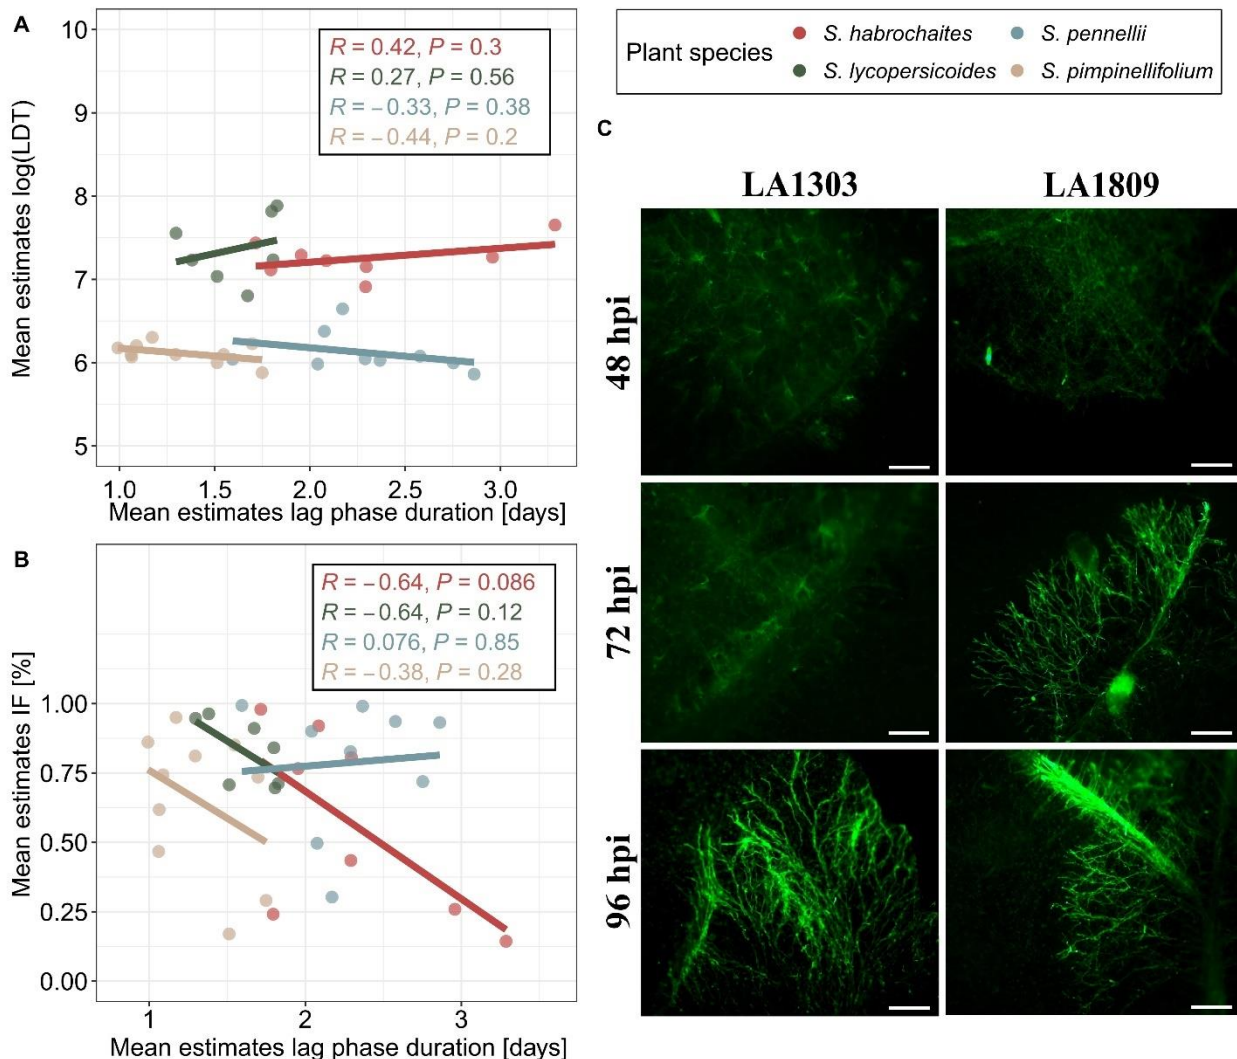 A
10
9
8
7
6
5
Mean estimates log(LDT)
R = 0.42, P = 0.3
R = 0.27, P = 0.56
R = −0.33, P = 0.38
R = −0.44, P = 0.2
1.0 1.5 2.0 2.5 3.0
Mean estimates lag phase duration [days]
B
1.00
0.75
0.50
0.25
0.00
Mean estimates IF [%]
R = −0.64, P = 0.086
R = −0.64, P = 0.12
R = 0.076, P = 0.85
R = −0.38, P = 0.28
1 2 3
Mean estimates lag phase duration [days]
Plant species
S. habrochaites S. pennellii
S. lycopersicoides S. pimpinellifolium
C
LA1303 LA1809
48 hpi
72 hpi
96 hpi